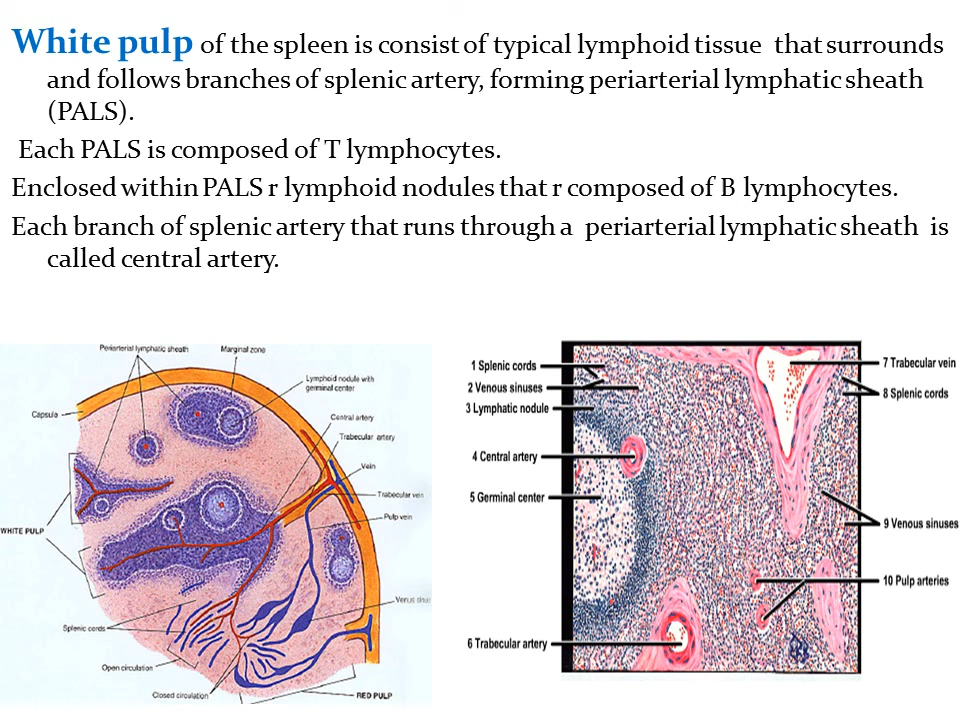 White pulp of the spleen is consist of typical lymphoid tissue that surrounds
and follows branches of splenic artery, forming periarterial lymphatic sheath
(PALS).
Each PALS is composed of T lymphocytes.
Enclosed within PALS r lymphoid nodules that r composed of B lymphocytes.
Each branch of splenic artery that runs through a periarterial lymphatic sheath is
called central artery.
Periarterial lymphatic sheath
Marginal zone
Lymphoid nodule with
germinal center
Capsula
Central artery
Trabecular artery
Vein
Trabecular vein
Pulp vein
WHITE PULP
Venus sinus
Splenic cords
Open circulation
Closed circulation
RED PULP
1 Splenic cords
2 Venous sinuses
3 Lymphatic nodule
4 Central artery
5 Germinal center
6 Trabecular artery
7 Trabecular vein
8 Splenic cords
9 Venous sinuses
10 Pulp arteries